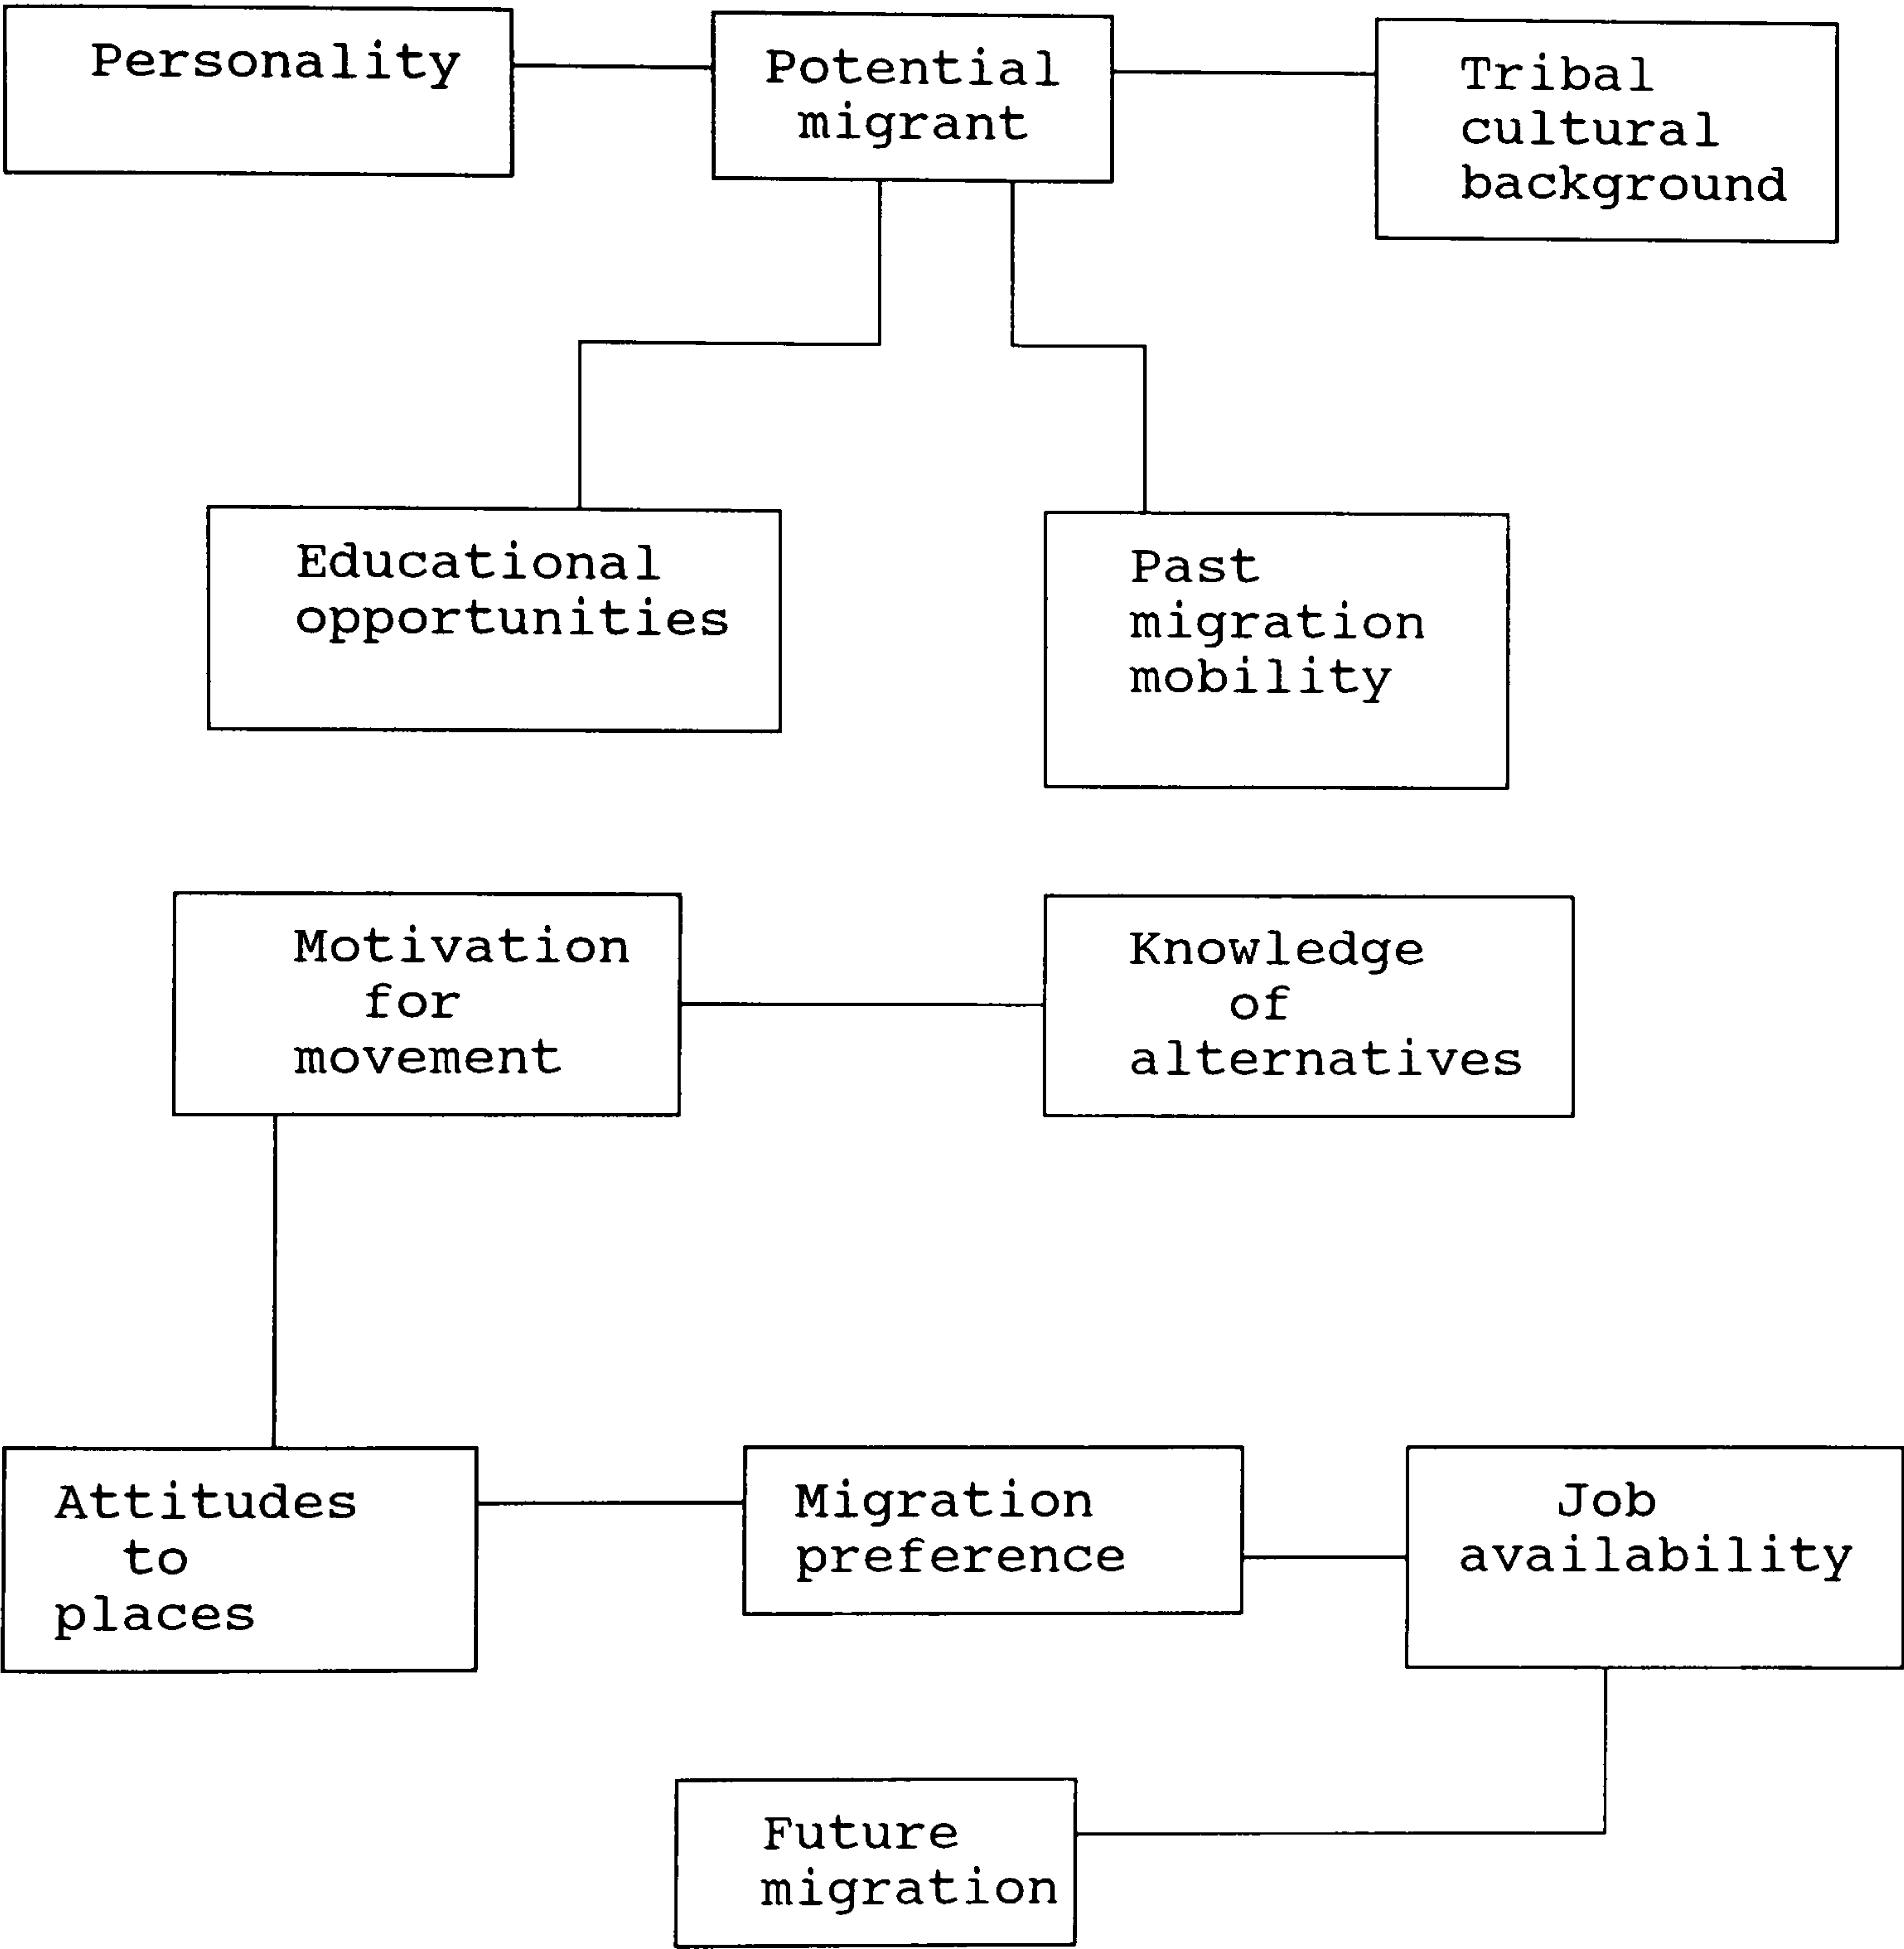 Personality
Potential
migrant
Tribal
cultural
background
Educational
opportunities
Past
migration
mobility
Motivation
for
movement
Knowledge
of
alternatives
Attitudes
to
places
Migration
preference
Job
availability
Future
migration